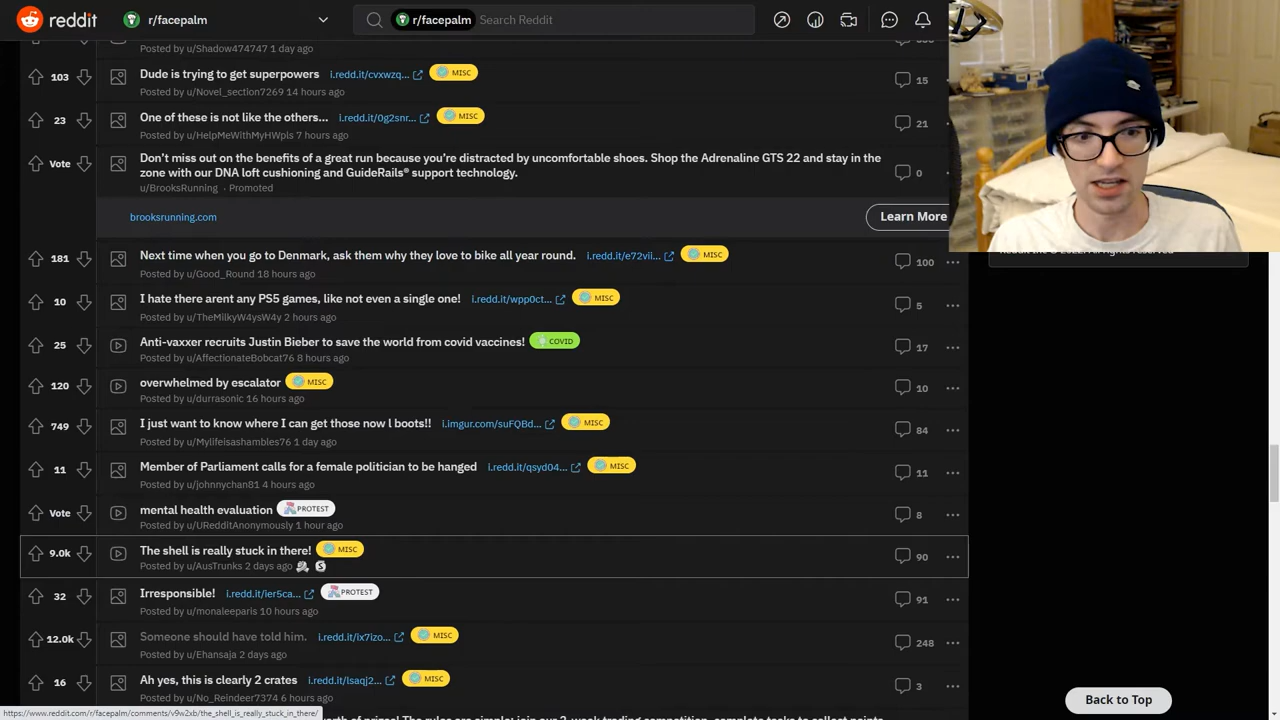 reddit
r/facepalm
r/facepalm Search Reddit
Posted by u/Shadow474747 1 day ago
103
Dude is trying to get superpowers i.redd.it/cvxwzq... MISC
Posted by u/Novel_section7269 14 hours ago
15
23
One of these is not like the others... i.redd.it/0g2snr... MISC
Posted by u/HelpMeWithMyHWpls 7 hours ago
21
Vote
Don't miss out on the benefits of a great run because you're distracted by uncomfortable shoes. Shop the Adrenaline GTS 22 and stay in the
zone with our DNA loft cushioning and GuideRails® support technology.
u/BrooksRunning · Promoted
0
brooksrunning.com
Learn More
181
Next time when you go to Denmark, ask them why they love to bike all year round. i.redd.it/e72vii... MISC
Posted by u/Good_Round 18 hours ago
100
10
I hate there arent any PS5 games, like not even a single one! i.redd.it/wpp0ct... MISC
Posted by u/TheMilkyW4ysW4y 2 hours ago
5
25
Anti-vaxxer recruits Justin Bieber to save the world from covid vaccines! COVID
Posted by u/AffectionateBobcat76 8 hours ago
17
120
overwhelmed by escalator MISC
Posted by u/durrasonic 16 hours ago
10
749
I just want to know where I can get those now l boots!! i.imgur.com/suFQBd... MISC
Posted by u/Mylifeisashambles76 1 day ago
84
11
Member of Parliament calls for a female politician to be hanged i.redd.it/qsyd04... MISC
Posted by u/johnnychan81 4 hours ago
11
Vote
mental health evaluation PROTEST
Posted by u/URedditAnonymously 1 hour ago
8
9.0k
The shell is really stuck in there! MISC
Posted by u/AusTrunks 2 days ago
90
32
Irresponsible! i.redd.it/ier5ca... PROTEST
Posted by u/monaleeparis 10 hours ago
91
12.0k
Someone should have told him. i.redd.it/ix7izo... MISC
Posted by u/Ehansaja 2 days ago
248
16
Ah yes, this is clearly 2 crates i.redd.it/lsaqj2... MISC
Posted by u/No_Reindeer7374 6 hours ago
3
Back to Top
https://www.reddit.com/r/facepalm/comments/v9w2xb/the_shell_is_really_stuck_in_there/